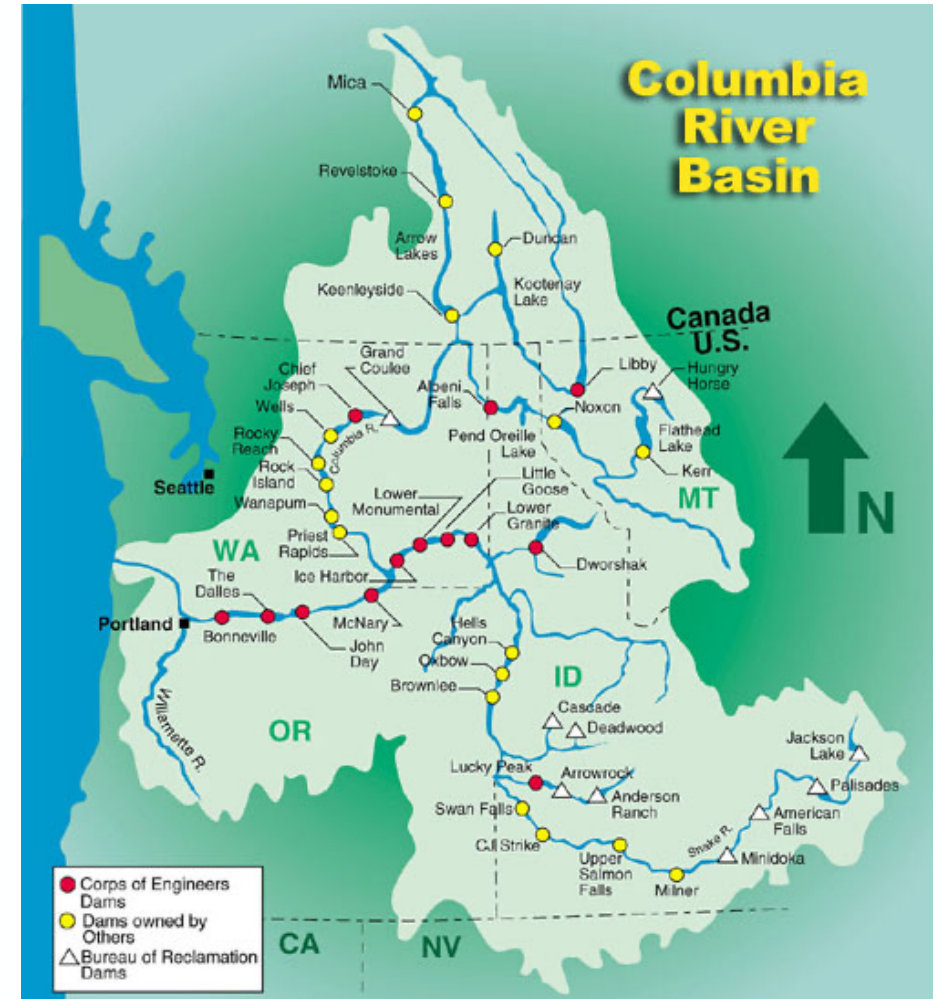 Columbia
River
Basin
Mica
Revelstoke
Arrow
Lakes
Duncan
Keenleyside
Kootenay
Lake
Canada
U.S.
Grand
Coulee
Chief
Joseph
Libby
Hungry
Horse
Albeni
Falls
Wells
Noxon
Columbia R.
Rocky
Reach
Pend Oreille
Lake
Flathead
Lake
Rock
Island
Kerr
Seattle
Little
Goose
Lower
Monumental
Wanapum
Lower
Granite
MT
N
Priest
Rapids
WA
Ice Harbor
Dworshak
The
Dalles
Portland
Bonneville
McNary
John
Day
Hells
Canyon
Oxbow
Brownlee
ID
Willamette R.
OR
Cascade
Deadwood
Jackson
Lake
Lucky Peak
Arrowrock
Palisades
Anderson
Ranch
Swan Falls
American
Falls
CJ Strike
Snake R.
Upper
Salmon
Falls
Minidoka
Milner
Corps of Engineers
Dams
Dams owned by
Others
Bureau of Reclamation
Dams
CA
NV